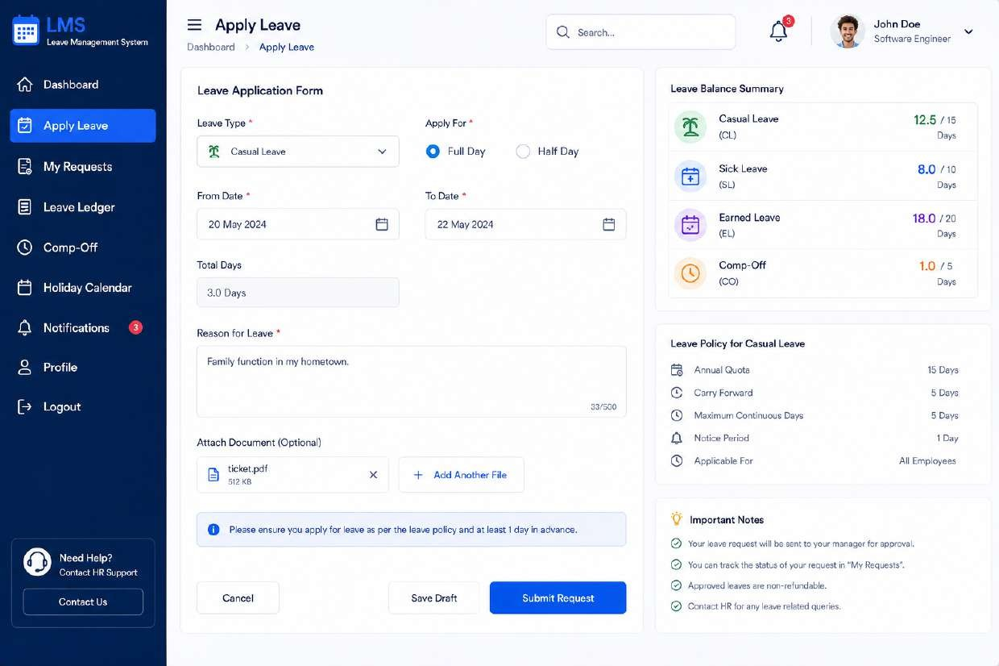 LMS
Leave Management System
Dashboard
Apply Leave
My Requests
Leave Ledger
Comp-Off
Holiday Calendar
Notifications 3
Profile
Logout
Need Help?
Contact HR Support
Contact Us
Apply Leave
Dashboard > Apply Leave
Search...
3
John Doe
Software Engineer
Leave Application Form
Leave Type *
Casual Leave
Apply For *
Full Day
Half Day
From Date *
20 May 2024
To Date *
22 May 2024
Total Days
3.0 Days
Reason for Leave *
Family function in my hometown.
33/500
Attach Document (Optional)
ticket.pdf
512 KB
Add Another File
Please ensure you apply for leave as per the leave policy and at least 1 day in advance.
Cancel
Save Draft
Submit Request
Leave Balance Summary
Casual Leave
(CL)
12.5 / 15
Days
Sick Leave
(SL)
8.0 / 10
Days
Earned Leave
(EL)
18.0 / 20
Days
Comp-Off
(CO)
1.0 / 5
Days
Leave Policy for Casual Leave
Annual Quota 15 Days
Carry Forward 5 Days
Maximum Continuous Days 5 Days
Notice Period 1 Day
Applicable For All Employees
Important Notes
Your leave request will be sent to your manager for approval.
You can track the status of your request in "My Requests".
Approved leaves are non-refundable.
Contact HR for any leave related queries.